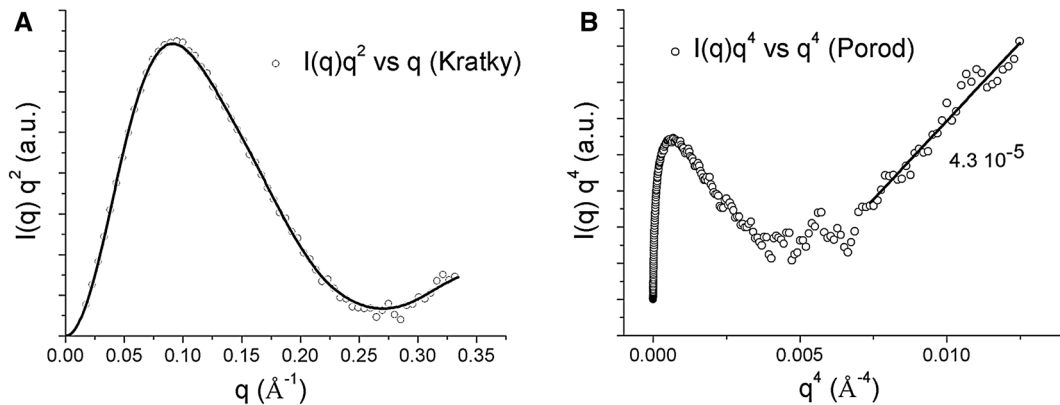 A
I(q)q² vs q (Kratky)
I(q) q² (a.u.)
0.00 0.05 0.10 0.15 0.20 0.25 0.30 0.35
q (Å⁻¹)
B
I(q)q⁴ vs q⁴ (Porod)
I(q) q⁴ (a.u.)
4.3 10⁻⁵
0.000 0.005 0.010
q⁴ (Å⁻⁴)